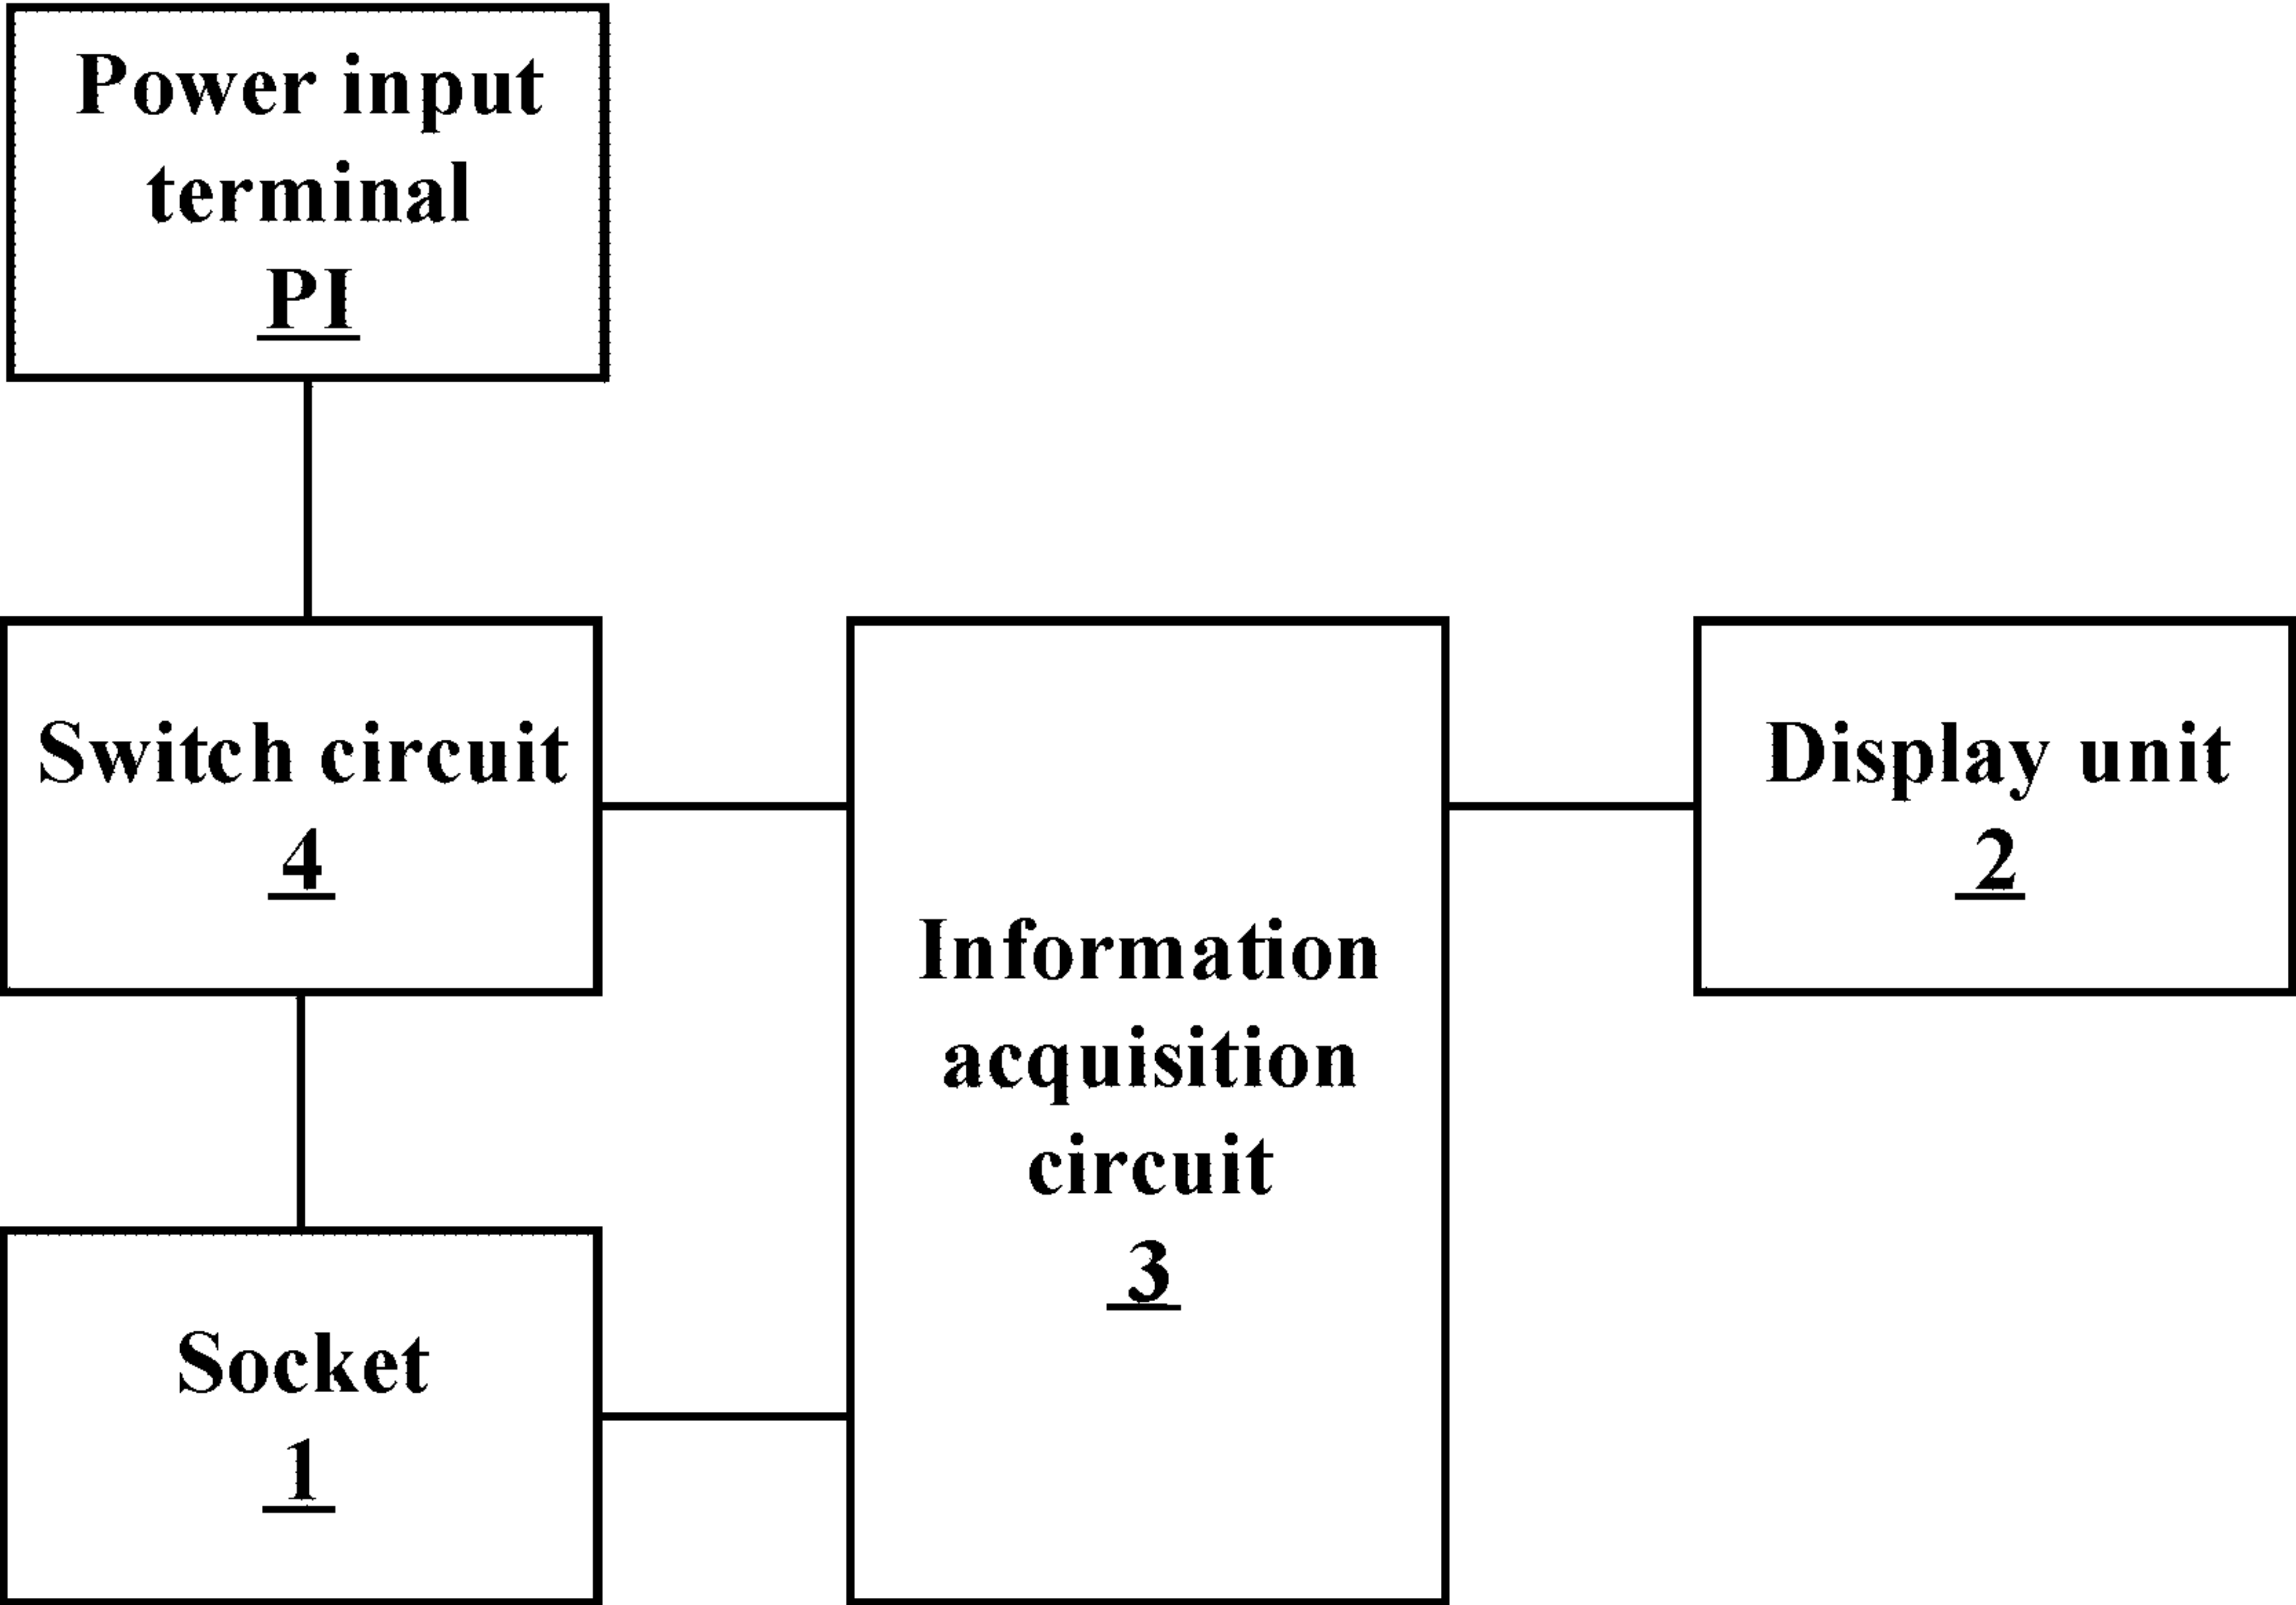 Power input
terminal
PI
Switch circuit
4
Information
acquisition
circuit
3
Display unit
2
Socket
1